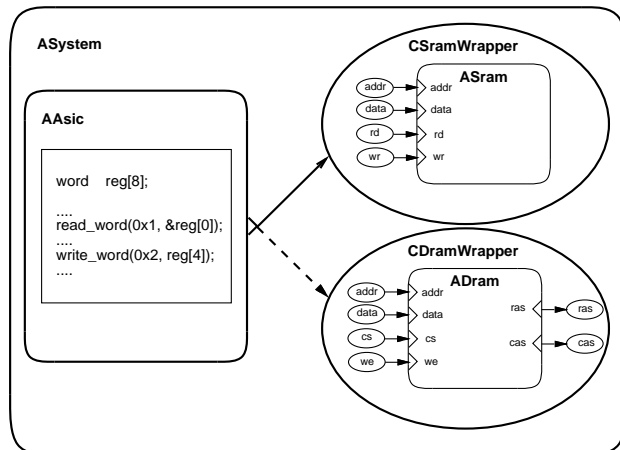 ASystem
AAsic
word reg[8];
....
read_word(0x1, &reg[0]);
....
write_word(0x2, reg[4]);
....
CSramWrapper
ASram
addr addr
data data
rd rd
wr wr
CDramWrapper
ADram
addr addr
data data
cs cs
we we
ras ras
cas cas